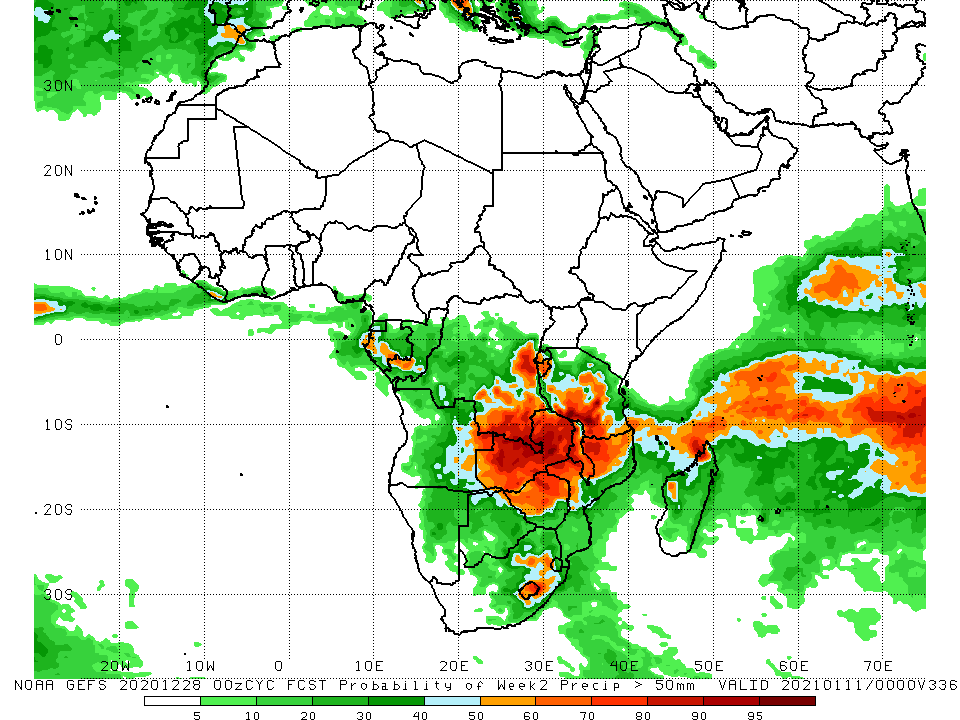 30N
20N
10N
0
10S
20S
30S
20W 10W 0 10E 20E 30E 40E 50E 60E 70E
NOAA GEFS 20201228 00zCYC FCST Probability of Week2 Precip > 50mm VALID 20210111/0000V336
5 10 20 30 40 50 60 70 80 90 95